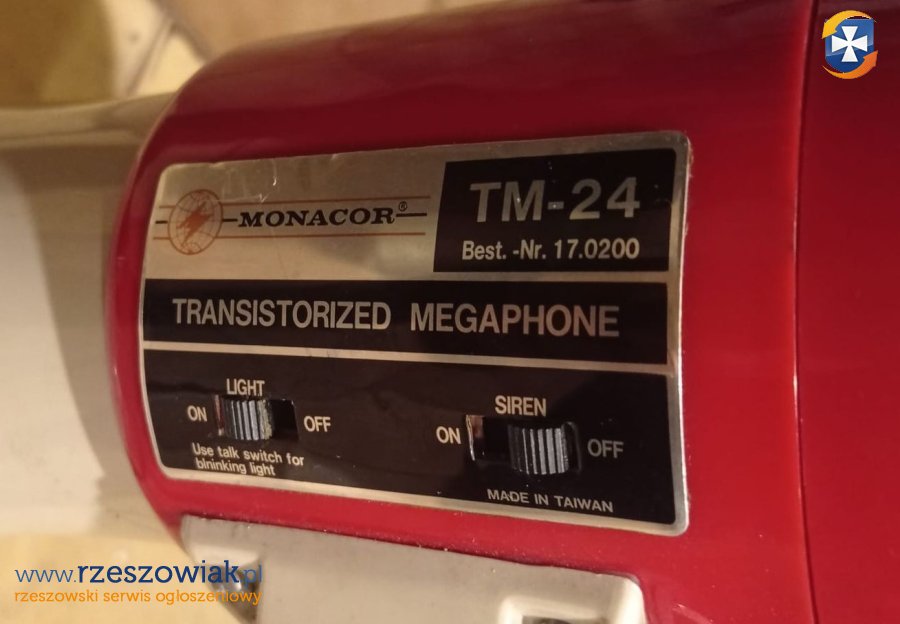 MONACOR®
TM-24
Best. -Nr. 17.0200
TRANSISTORIZED MEGAPHONE
LIGHT
ON
OFF
Use talk switch for
blninking light
SIREN
ON
OFF
MADE IN TAIWAN
www.rzeszowiak.pl
rzeszowski serwis ogłoszeniowy